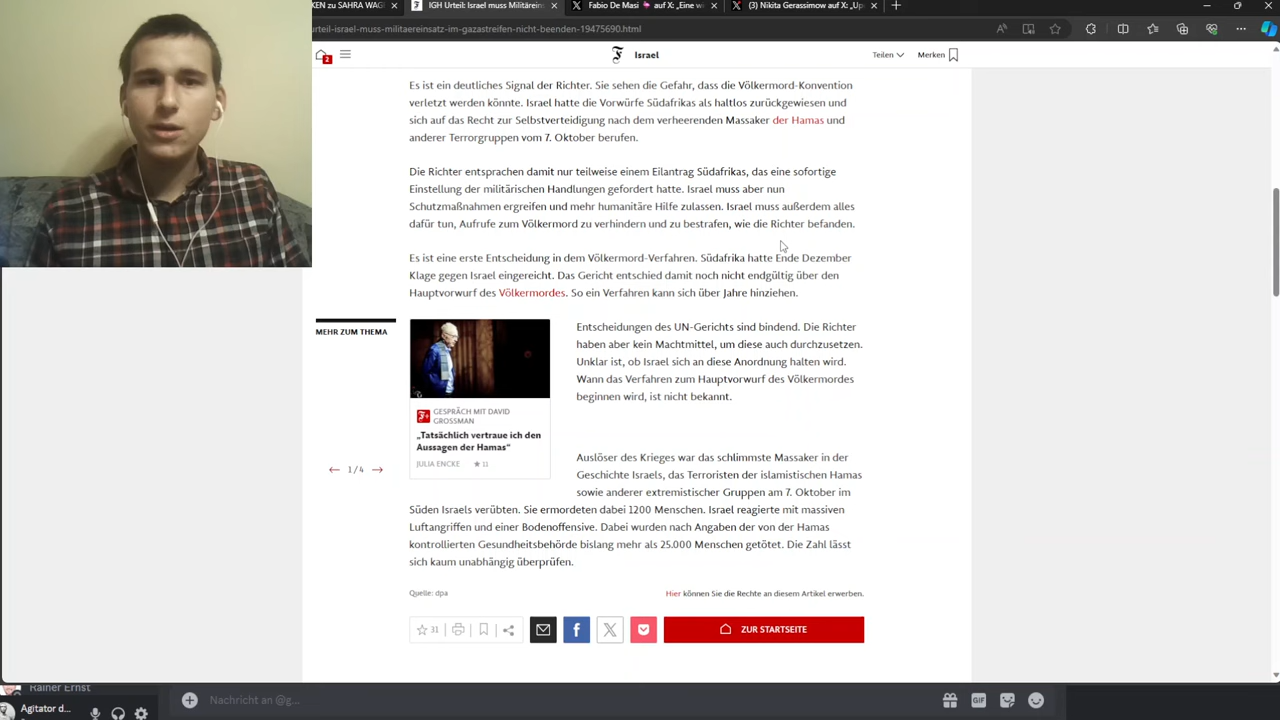 KEN zu SAHRA WAG
IGH Urteil: Israel muss Militäreins
Fabio De Masi 🦩 auf X: „Eine w
(3) Nikita Gerassimow auf X: „Up
urteil-israel-muss-militaereinsatz-im-gazastreifen-nicht-beenden-19475690.html
2
Israel
Teilen
Merken
Es ist ein deutliches Signal der Richter. Sie sehen die Gefahr, dass die Völkermord-Konvention
verletzt werden könnte. Israel hatte die Vorwürfe Südafrikas als haltlos zurückgewiesen und
sich auf das Recht zur Selbstverteidigung nach dem verheerenden Massaker der Hamas und
anderer Terrorgruppen vom 7. Oktober berufen.
Die Richter entsprachen damit nur teilweise einem Eilantrag Südafrikas, das eine sofortige
Einstellung der militärischen Handlungen gefordert hatte. Israel muss aber nun
Schutzmaßnahmen ergreifen und mehr humanitäre Hilfe zulassen. Israel muss außerdem alles
dafür tun, Aufrufe zum Völkermord zu verhindern und zu bestrafen, wie die Richter befanden.
Es ist eine erste Entscheidung in dem Völkermord-Verfahren. Südafrika hatte Ende Dezember
Klage gegen Israel eingereicht. Das Gericht entschied damit noch nicht endgültig über den
Hauptvorwurf des Völkermordes. So ein Verfahren kann sich über Jahre hinziehen.
MEHR ZUM THEMA
GESPRÄCH MIT DAVID
GROSSMAN
„Tatsächlich vertraue ich den
Aussagen der Hamas“
JULIA ENCKE
11
1/4
Entscheidungen des UN-Gerichts sind bindend. Die Richter
haben aber kein Machtmittel, um diese auch durchzusetzen.
Unklar ist, ob Israel sich an diese Anordnung halten wird.
Wann das Verfahren zum Hauptvorwurf des Völkermordes
beginnen wird, ist nicht bekannt.
Auslöser des Krieges war das schlimmste Massaker in der
Geschichte Israels, das Terroristen der islamistischen Hamas
sowie anderer extremistischer Gruppen am 7. Oktober im
Süden Israels verübten. Sie ermordeten dabei 1200 Menschen. Israel reagierte mit massiven
Luftangriffen und einer Bodenoffensive. Dabei wurden nach Angaben der von der Hamas
kontrollierten Gesundheitsbehörde bislang mehr als 25.000 Menschen getötet. Die Zahl lässt
sich kaum unabhängig überprüfen.
Quelle: dpa
Hier können Sie die Rechte an diesem Artikel erwerben.
31
ZUR STARTSEITE
Rainer Ernst
Agitator d...
Nachricht an @g...
GIF